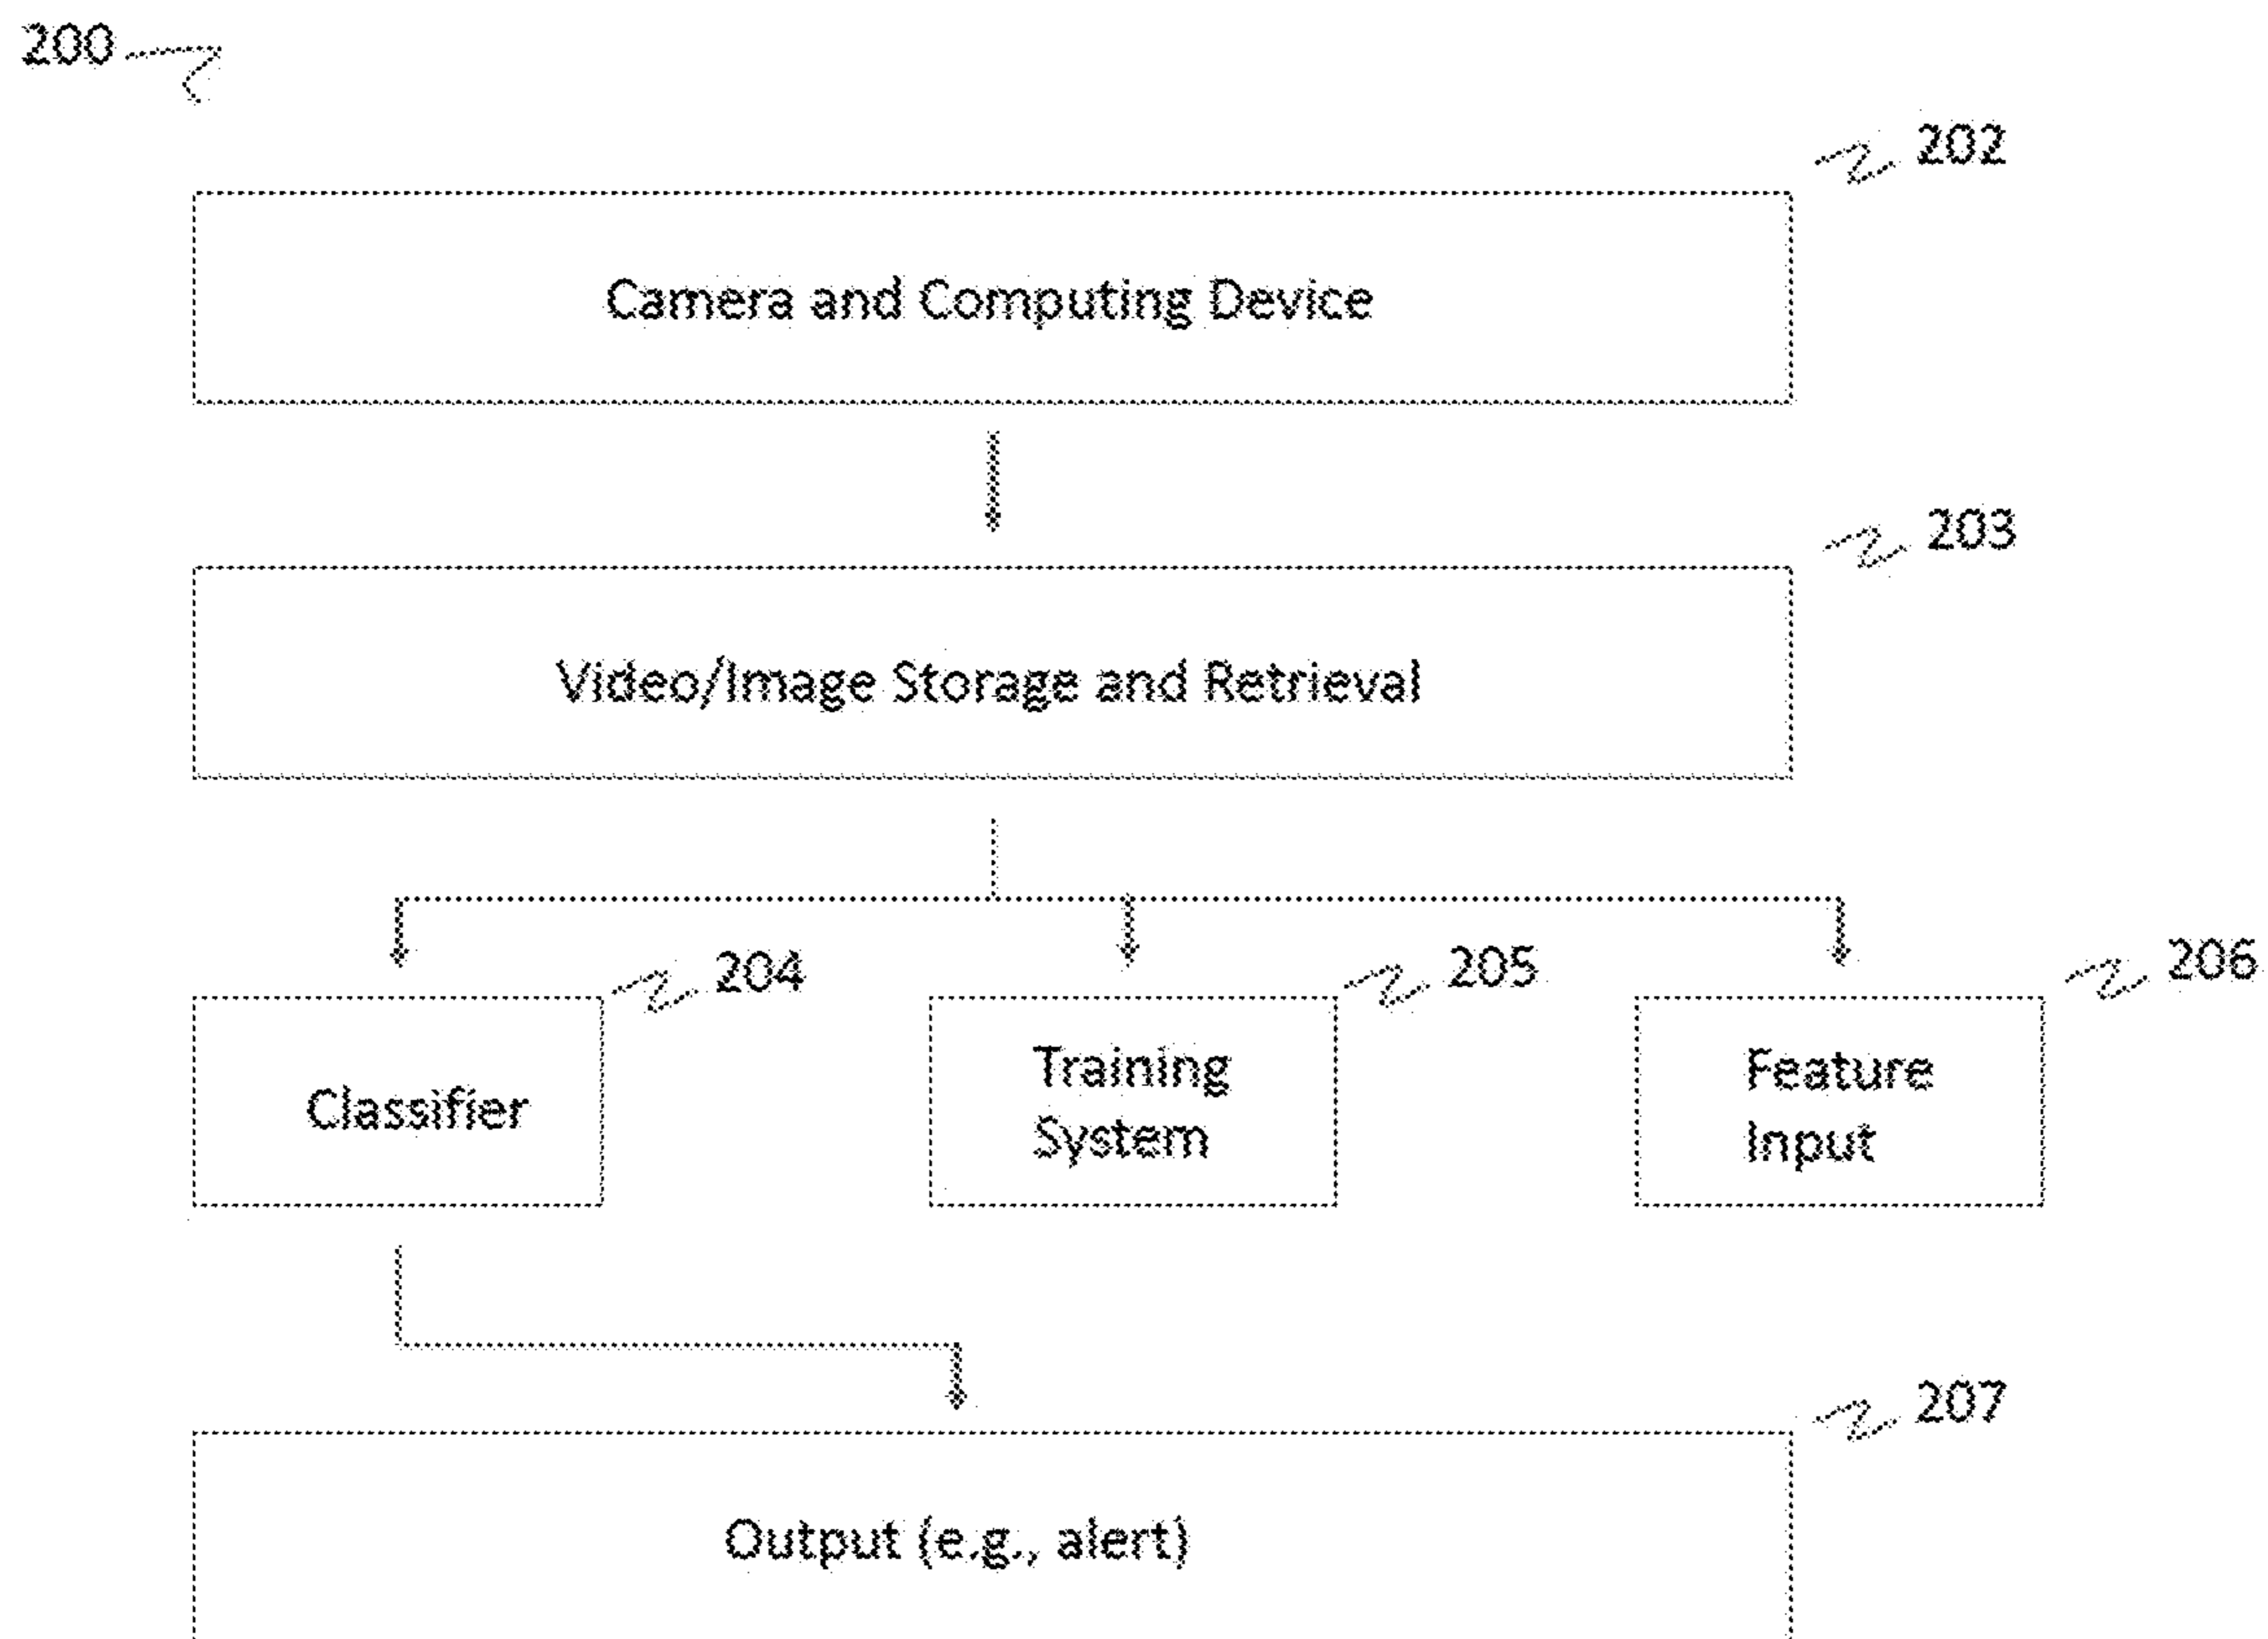 200
202
Camera and Computing Device
203
Video/Image Storage and Retrieval
204
205
206
Classifier
Training
System
Feature
Input
207
Output (e.g., alert)